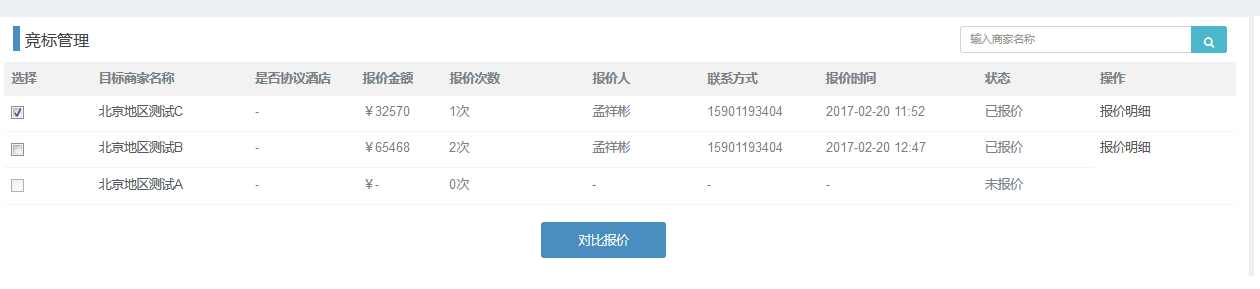 竞标管理
输入商家名称
选择 目标商家名称 是否协议酒店 报价金额 报价次数 报价人 联系方式 报价时间 状态 操作
北京地区测试C - ￥32570 1次 孟祥彬 15901193404 2017-02-20 11:52 已报价 报价明细
北京地区测试B - ￥65468 2次 孟祥彬 15901193404 2017-02-20 12:47 已报价 报价明细
北京地区测试A - ￥- 0次 - - - 未报价
对比报价